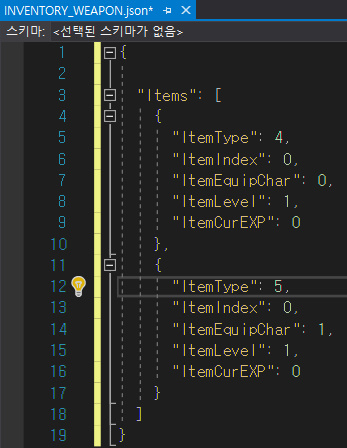 INVENTORY_WEAPON.json*
스키마: <선택된 스키마가 없음>
1 {
2
3 "Items": [
4 {
5 "ItemType": 4,
6 "ItemIndex": 0,
7 "ItemEquipChar": 0,
8 "ItemLevel": 1,
9 "ItemCurEXP": 0
10 },
11 {
12 "ItemType": 5,
13 "ItemIndex": 0,
14 "ItemEquipChar": 1,
15 "ItemLevel": 1,
16 "ItemCurEXP": 0
17 }
18 ]
19 }